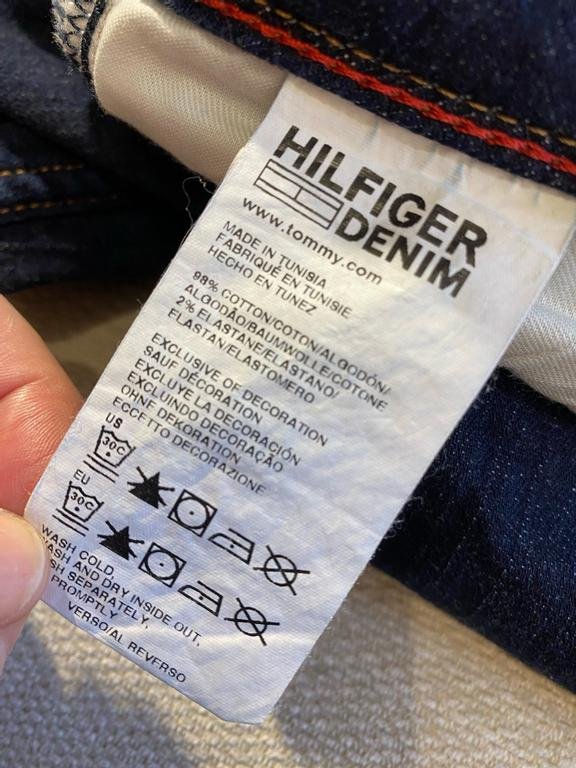 HILFIGER
DENIM
www.tommy.com
MADE IN TUNISIA
FABRIQUÉ EN TUNISIE
HECHO EN TUNEZ
98% COTTON/COTON/ALGODÓN/
ALGODÃO/BAUMWOLLE/COTONE
2% ELASTANE/ELASTANO/
ELASTAN/ELASTOMERO
EXCLUSIVE OF DECORATION
SAUF DÉCORATION
EXCLUYE LA DECORACIÓN
EXCLUINDO DECORAÇÃO
OHNE DEKORATION
ECCETTO DECORAZIONE
US
30C
EU
30C
WASH COLD,
WASH AND DRY INSIDE OUT,
SH SEPARATELY,
PROMPTLY
VERSO/AL REVERSO